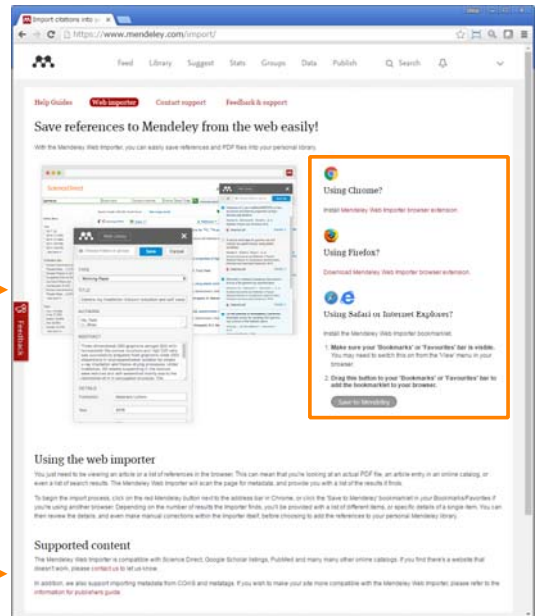 Import citations into yo
https://www.mendeley.com/import/
Feed Library Suggest Stats Groups Data Publish Search
Help Guides Web importer Contact support Feedback & support
Save references to Mendeley from the web easily!
With the Mendeley Web Importer, you can easily save references and PDF files into your personal library.
ScienceDirect
Save Cancel
TYPE
Working Paper
TITLE
AUTHORS
ABSTRACT
DETAILS
Year 2015
Using Chrome?
Install Mendeley Web Importer browser extension.
Using Firefox?
Download Mendeley Web Importer browser extension.
Using Safari or Internet Explorer?
Install the Mendeley Web Importer bookmarklet.
1. Make sure your 'Bookmarks' or 'Favourites' bar is visible.
You may need to switch this on from the 'View' menu in your
browser.
2. Drag this button to your 'Bookmarks' or 'Favourites' bar to
add the bookmarklet to your browser.
Save to Mendeley
Feedback
Using the web importer
You just need to be viewing an article or a list of references in the browser. This can mean that you're looking at an actual PDF file, an article entry in an online catalog, or
even a list of search results. The Mendeley Web Importer will scan the page for metadata, and provide you with a list of the results it finds.
To begin the import process, click on the red Mendeley button next to the address bar in Chrome, or click the 'Save to Mendeley' bookmarklet in your Bookmarks/Favorites if
you're using another browser. Depending on the number of results the Importer finds, you'll be provided with a list of different items, or specific details of a single item. You can
then review the details, and even make manual corrections within the Importer itself, before choosing to add the references to your personal Mendeley library.
Supported content
The Mendeley Web Importer is compatible with Science Direct, Google Scholar listings, PubMed and many many other online catalogs. If you find there's a website that
doesn't work, please contact us to let us know.
In addition, we also support importing metadata from COinS and metatags. If you wish to make your site more compatible with the Mendeley Web Importer, please refer to the
information for publishers guide.